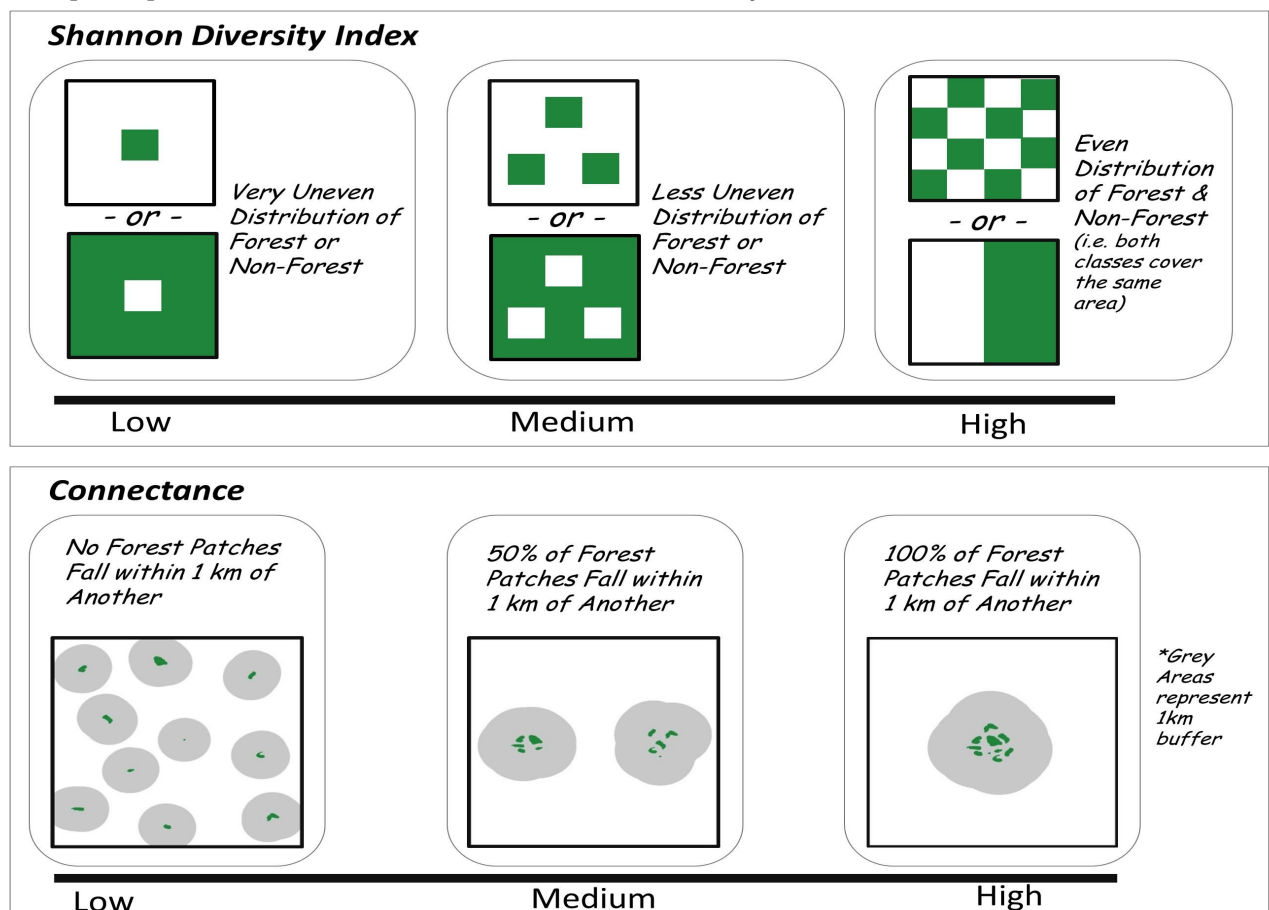 Shannon Diversity Index
- or -
Very Uneven
Distribution of
Forest or
Non-Forest
- or -
Less Uneven
Distribution of
Forest or
Non-Forest
- or -
Even
Distribution
of Forest &
Non-Forest
(i.e. both
classes cover
the same
area)
Low
Medium
High
Connectance
No Forest Patches
Fall within 1 km of
Another
50% of Forest
Patches Fall within
1 km of Another
100% of Forest
Patches Fall within
1 km of Another
*Grey
Areas
represent
1km
buffer
Low
Medium
High